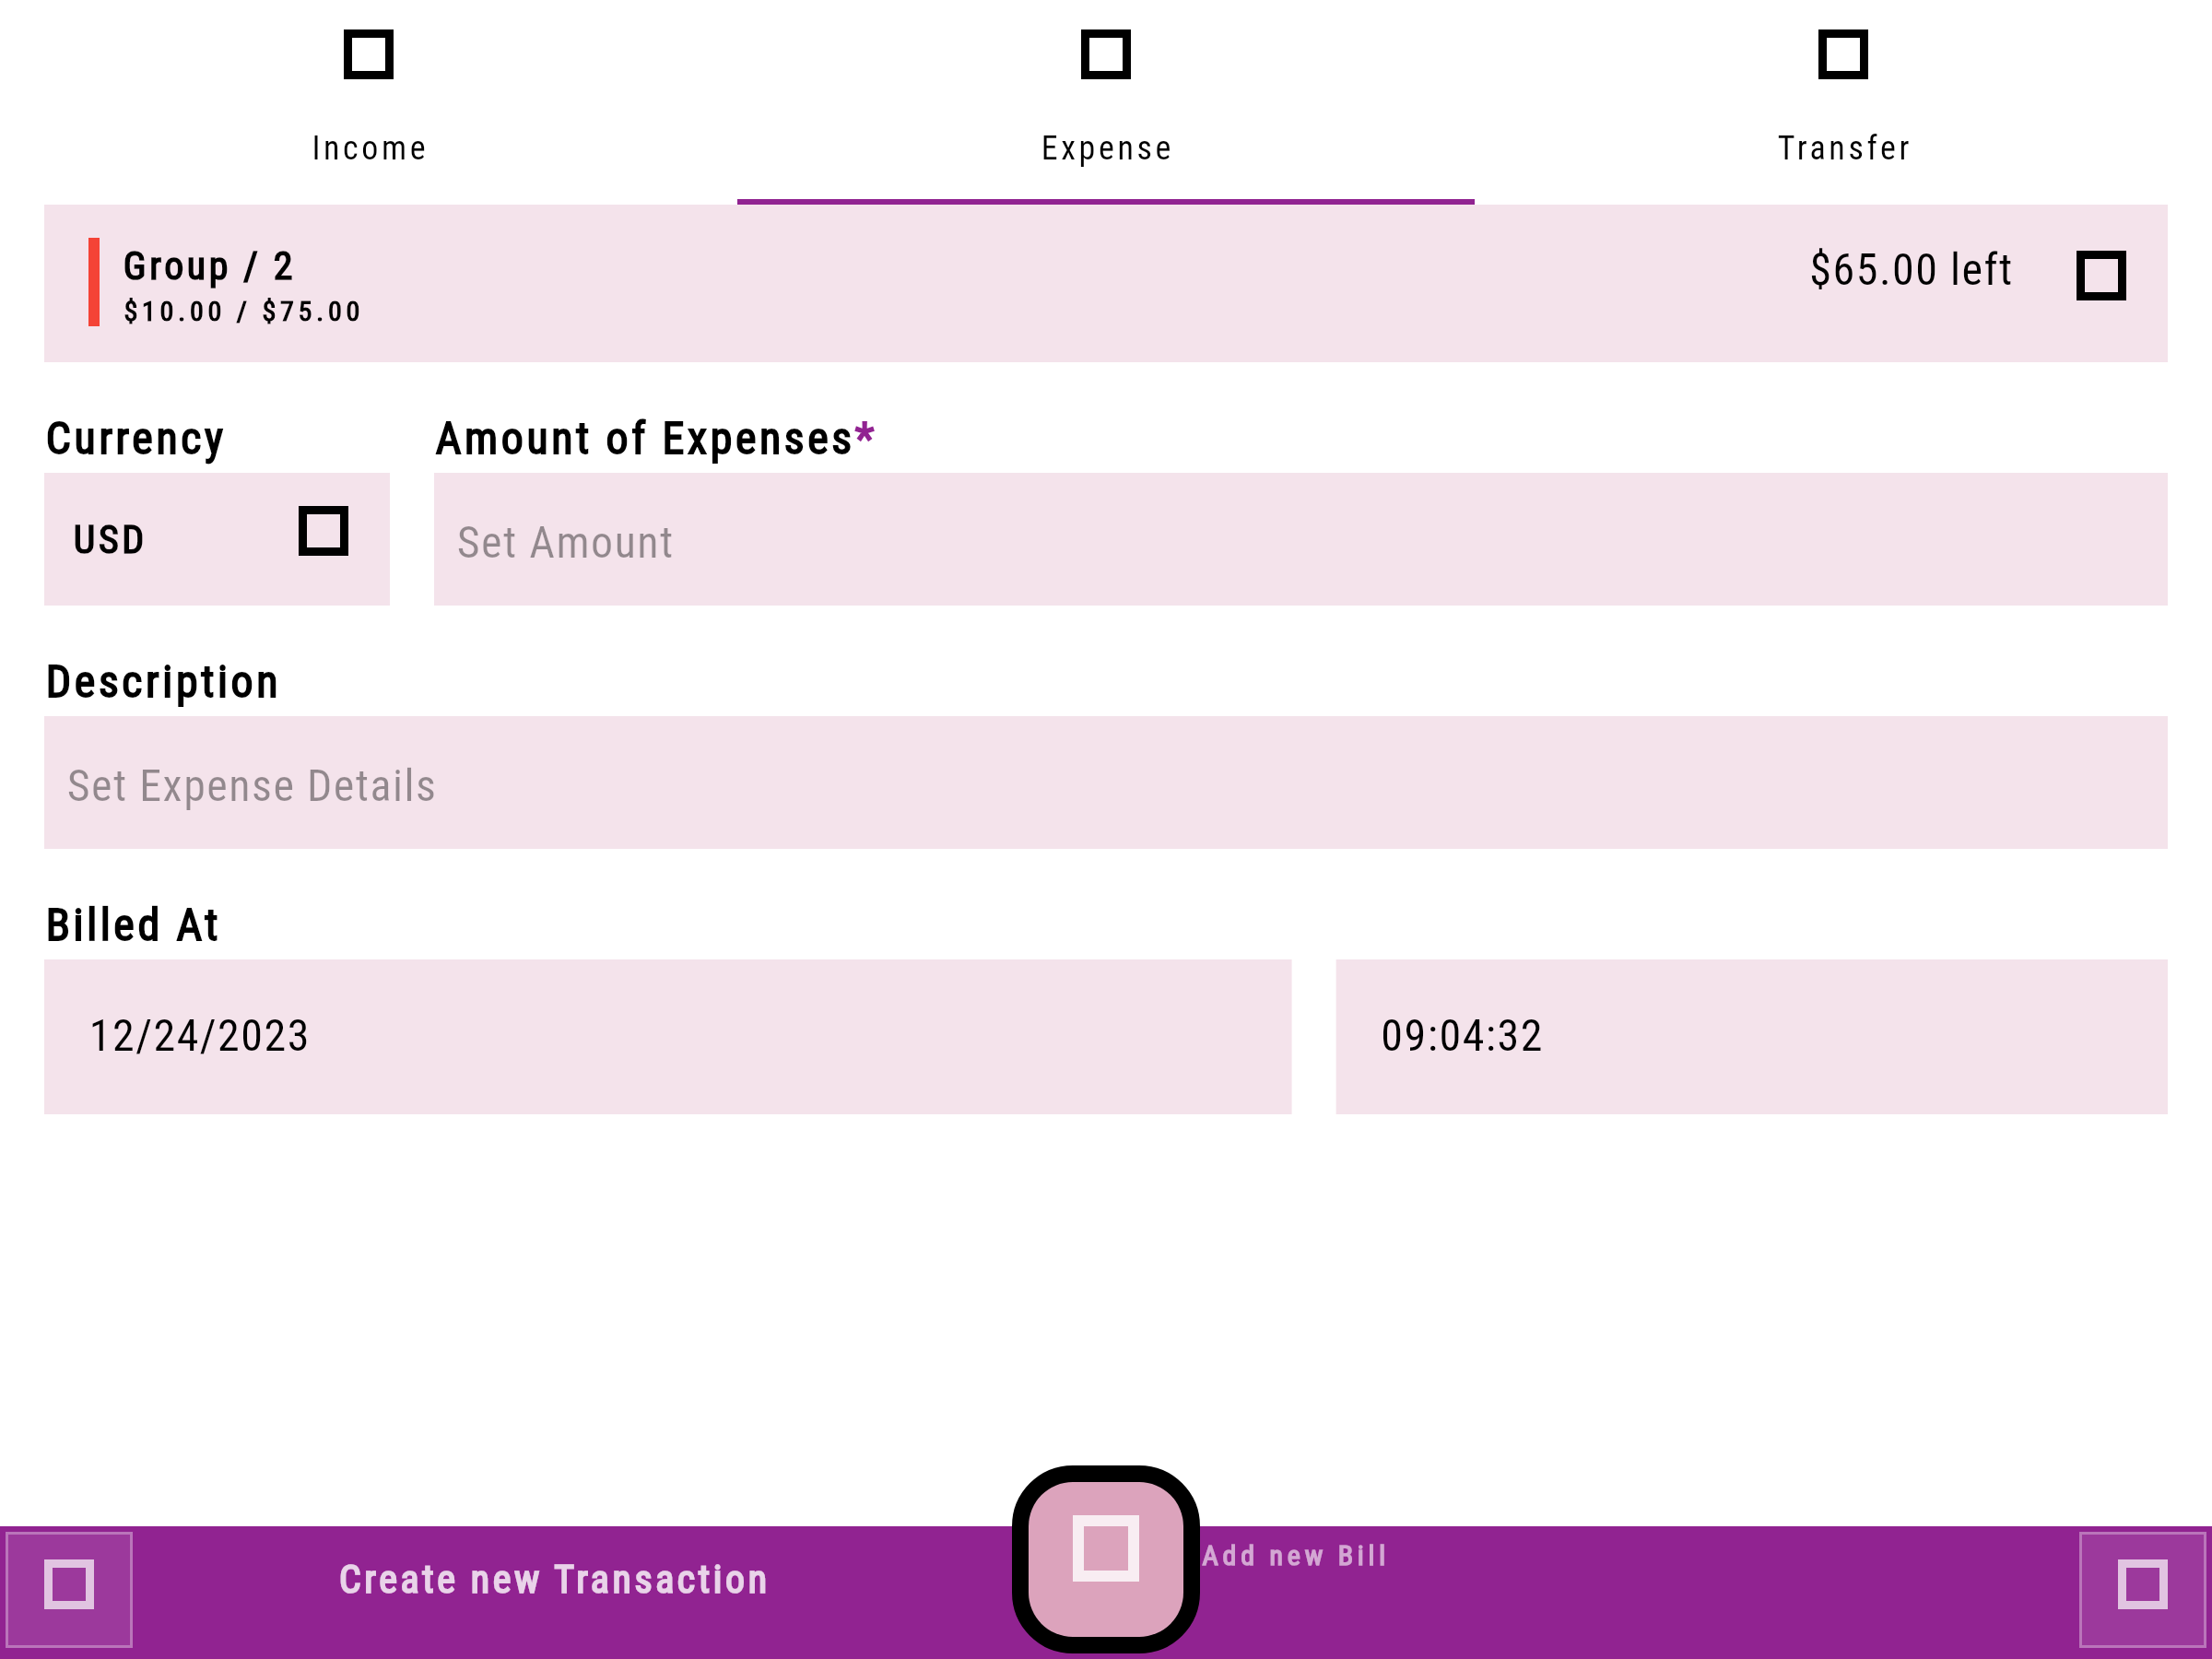 Income
Expense
Transfer
Group / 2
$10.00 / $75.00
$65.00 left
Currency
Amount of Expenses*
USD
Set Amount
Description
Set Expense Details
Billed At
12/24/2023
09:04:32
Create new Transaction
Add new Bill